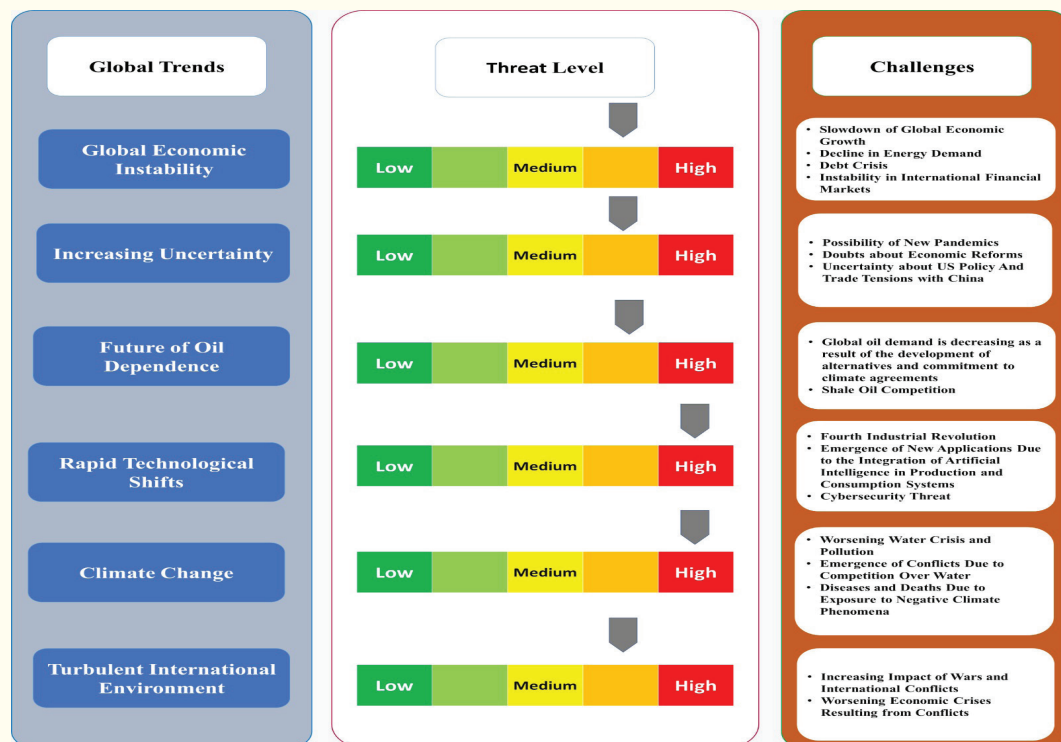 Global Trends
Threat Level
Challenges
Global Economic
Instability
Low
Medium
High
• Slowdown of Global Economic
Growth
• Decline in Energy Demand
• Debt Crisis
• Instability in International Financial
Markets
Increasing Uncertainty
Low
Medium
High
• Possibility of New Pandemics
• Doubts about Economic Reforms
• Uncertainty about US Policy And
Trade Tensions with China
Future of Oil
Dependence
Low
Medium
High
• Global oil demand is decreasing as a
result of the development of
alternatives and commitment to
climate agreements
• Shale Oil Competition
Rapid Technological
Shifts
Low
Medium
High
• Fourth Industrial Revolution
• Emergence of New Applications Due
to the Integration of Artificial
Intelligence in Production and
Consumption Systems
• Cybersecurity Threat
Climate Change
Low
Medium
High
• Worsening Water Crisis and
Pollution
• Emergence of Conflicts Due to
Competition Over Water
• Diseases and Deaths Due to
Exposure to Negative Climate
Phenomena
Turbulent International
Environment
Low
Medium
High
• Increasing Impact of Wars and
International Conflicts
• Worsening Economic Crises
Resulting from Conflicts